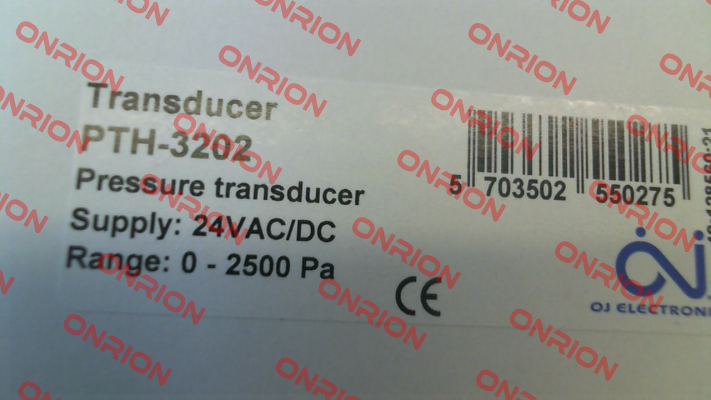 Transducer
PTH-3202
Pressure transducer
Supply: 24VAC/DC
Range: 0 - 2500 Pa
CE
5 703502 550275
OJ ELECTRONI
ONRION